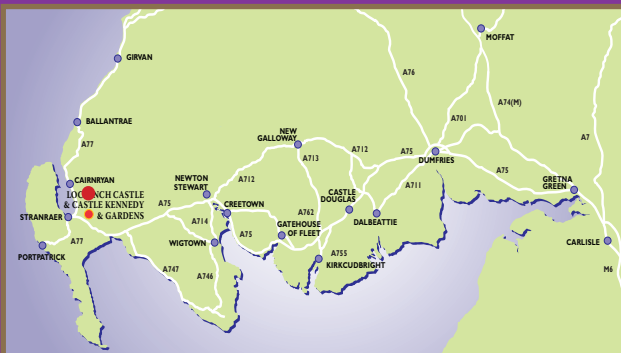 MOFFAT
GIRVAN
A76
A74(M)
A701
BALLANTRAE
A7
A77
NEW
GALLOWAY
A712
A75
A713
DUMFRIES
A75
CAIRNRYAN
NEWTON
STEWART
A712
A711
GRETNA
GREEN
LOCHINCH CASTLE
& CASTLE KENNEDY
& GARDENS
CASTLE
DOUGLAS
STRANRAER
A75
CREETOWN
A714
A762
DALBEATTIE
GATEHOUSE
OF FLEET
A75
WIGTOWN
CARLISLE
A77
PORTPATRICK
A755
KIRKCUDBRIGHT
A747
A746
M6